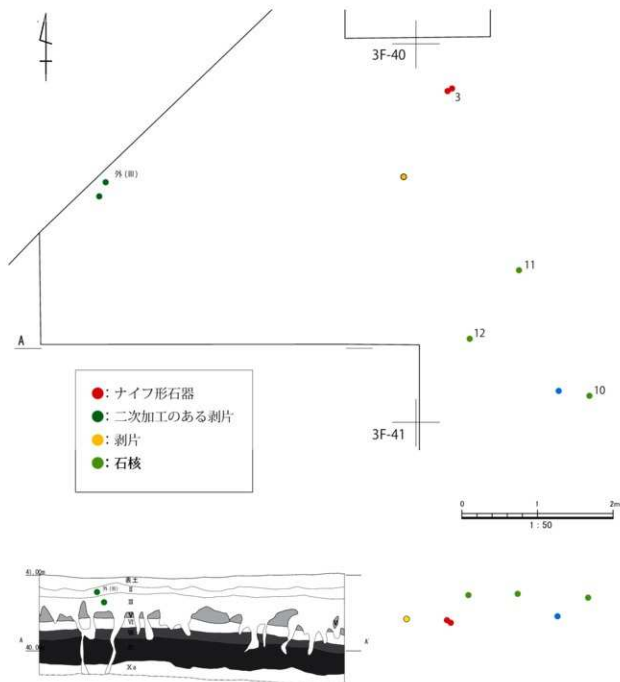 3F-40
3
外(Ⅲ)
11
12
A
10
●: ナイフ形石器
●: 二次加工のある剥片
●: 剥片
●: 石核
3F-41
0 1 2m
1 : 50
41.00m
表土
Ⅱ
外(Ⅲ)
Ⅲ
Ⅵ
A
A'
40.00m
Ⅹa